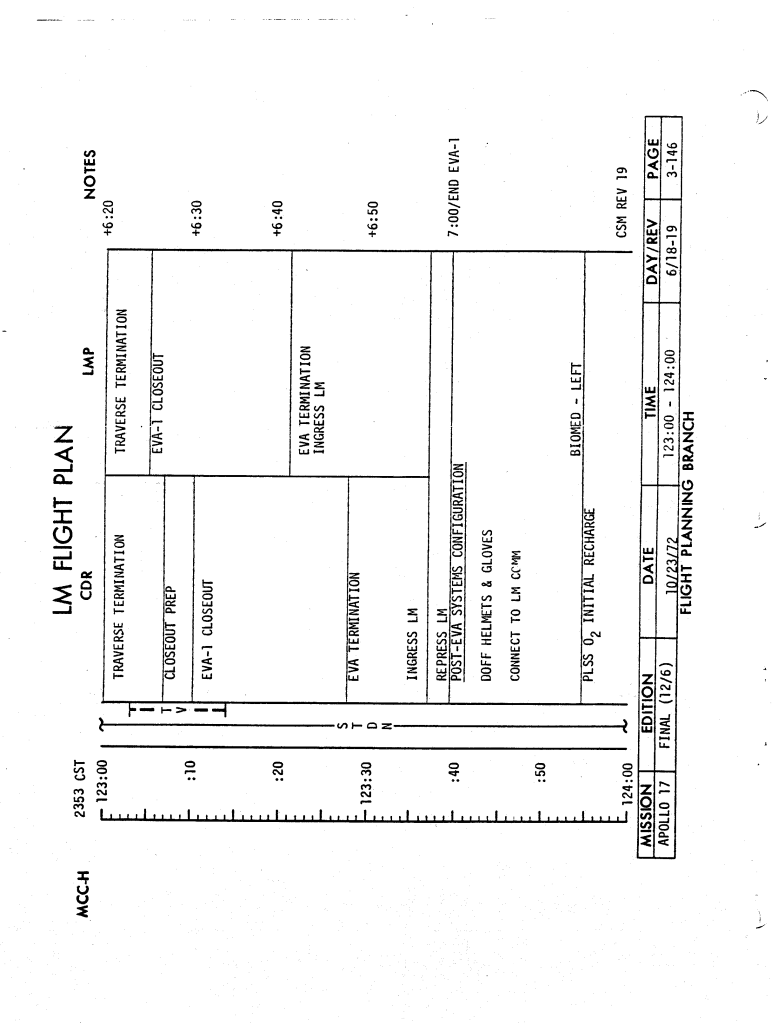 LM FLIGHT PLAN
MCC-H
2353 CST
CDR
LMP
NOTES
123:00
TRAVERSE TERMINATION
TRAVERSE TERMINATION
+6:20
T V
CLOSEOUT PREP
EVA-1 CLOSEOUT
:10
EVA-1 CLOSEOUT
+6:30
:20
+6:40
S T D N
EVA TERMINATION
INGRESS LM
123:30
EVA TERMINATION
+6:50
INGRESS LM
REPRESS LM
:40
POST-EVA SYSTEMS CONFIGURATION
7:00/END EVA-1
DOFF HELMETS & GLOVES
CONNECT TO LM COMM
:50
BIOMED - LEFT
PLSS O2 INITIAL RECHARGE
124:00
CSM REV 19
MISSION EDITION DATE TIME DAY/REV PAGE
APOLLO 17 FINAL (12/6) 10/23/72 123:00 - 124:00 6/18-19 3-146
FLIGHT PLANNING BRANCH